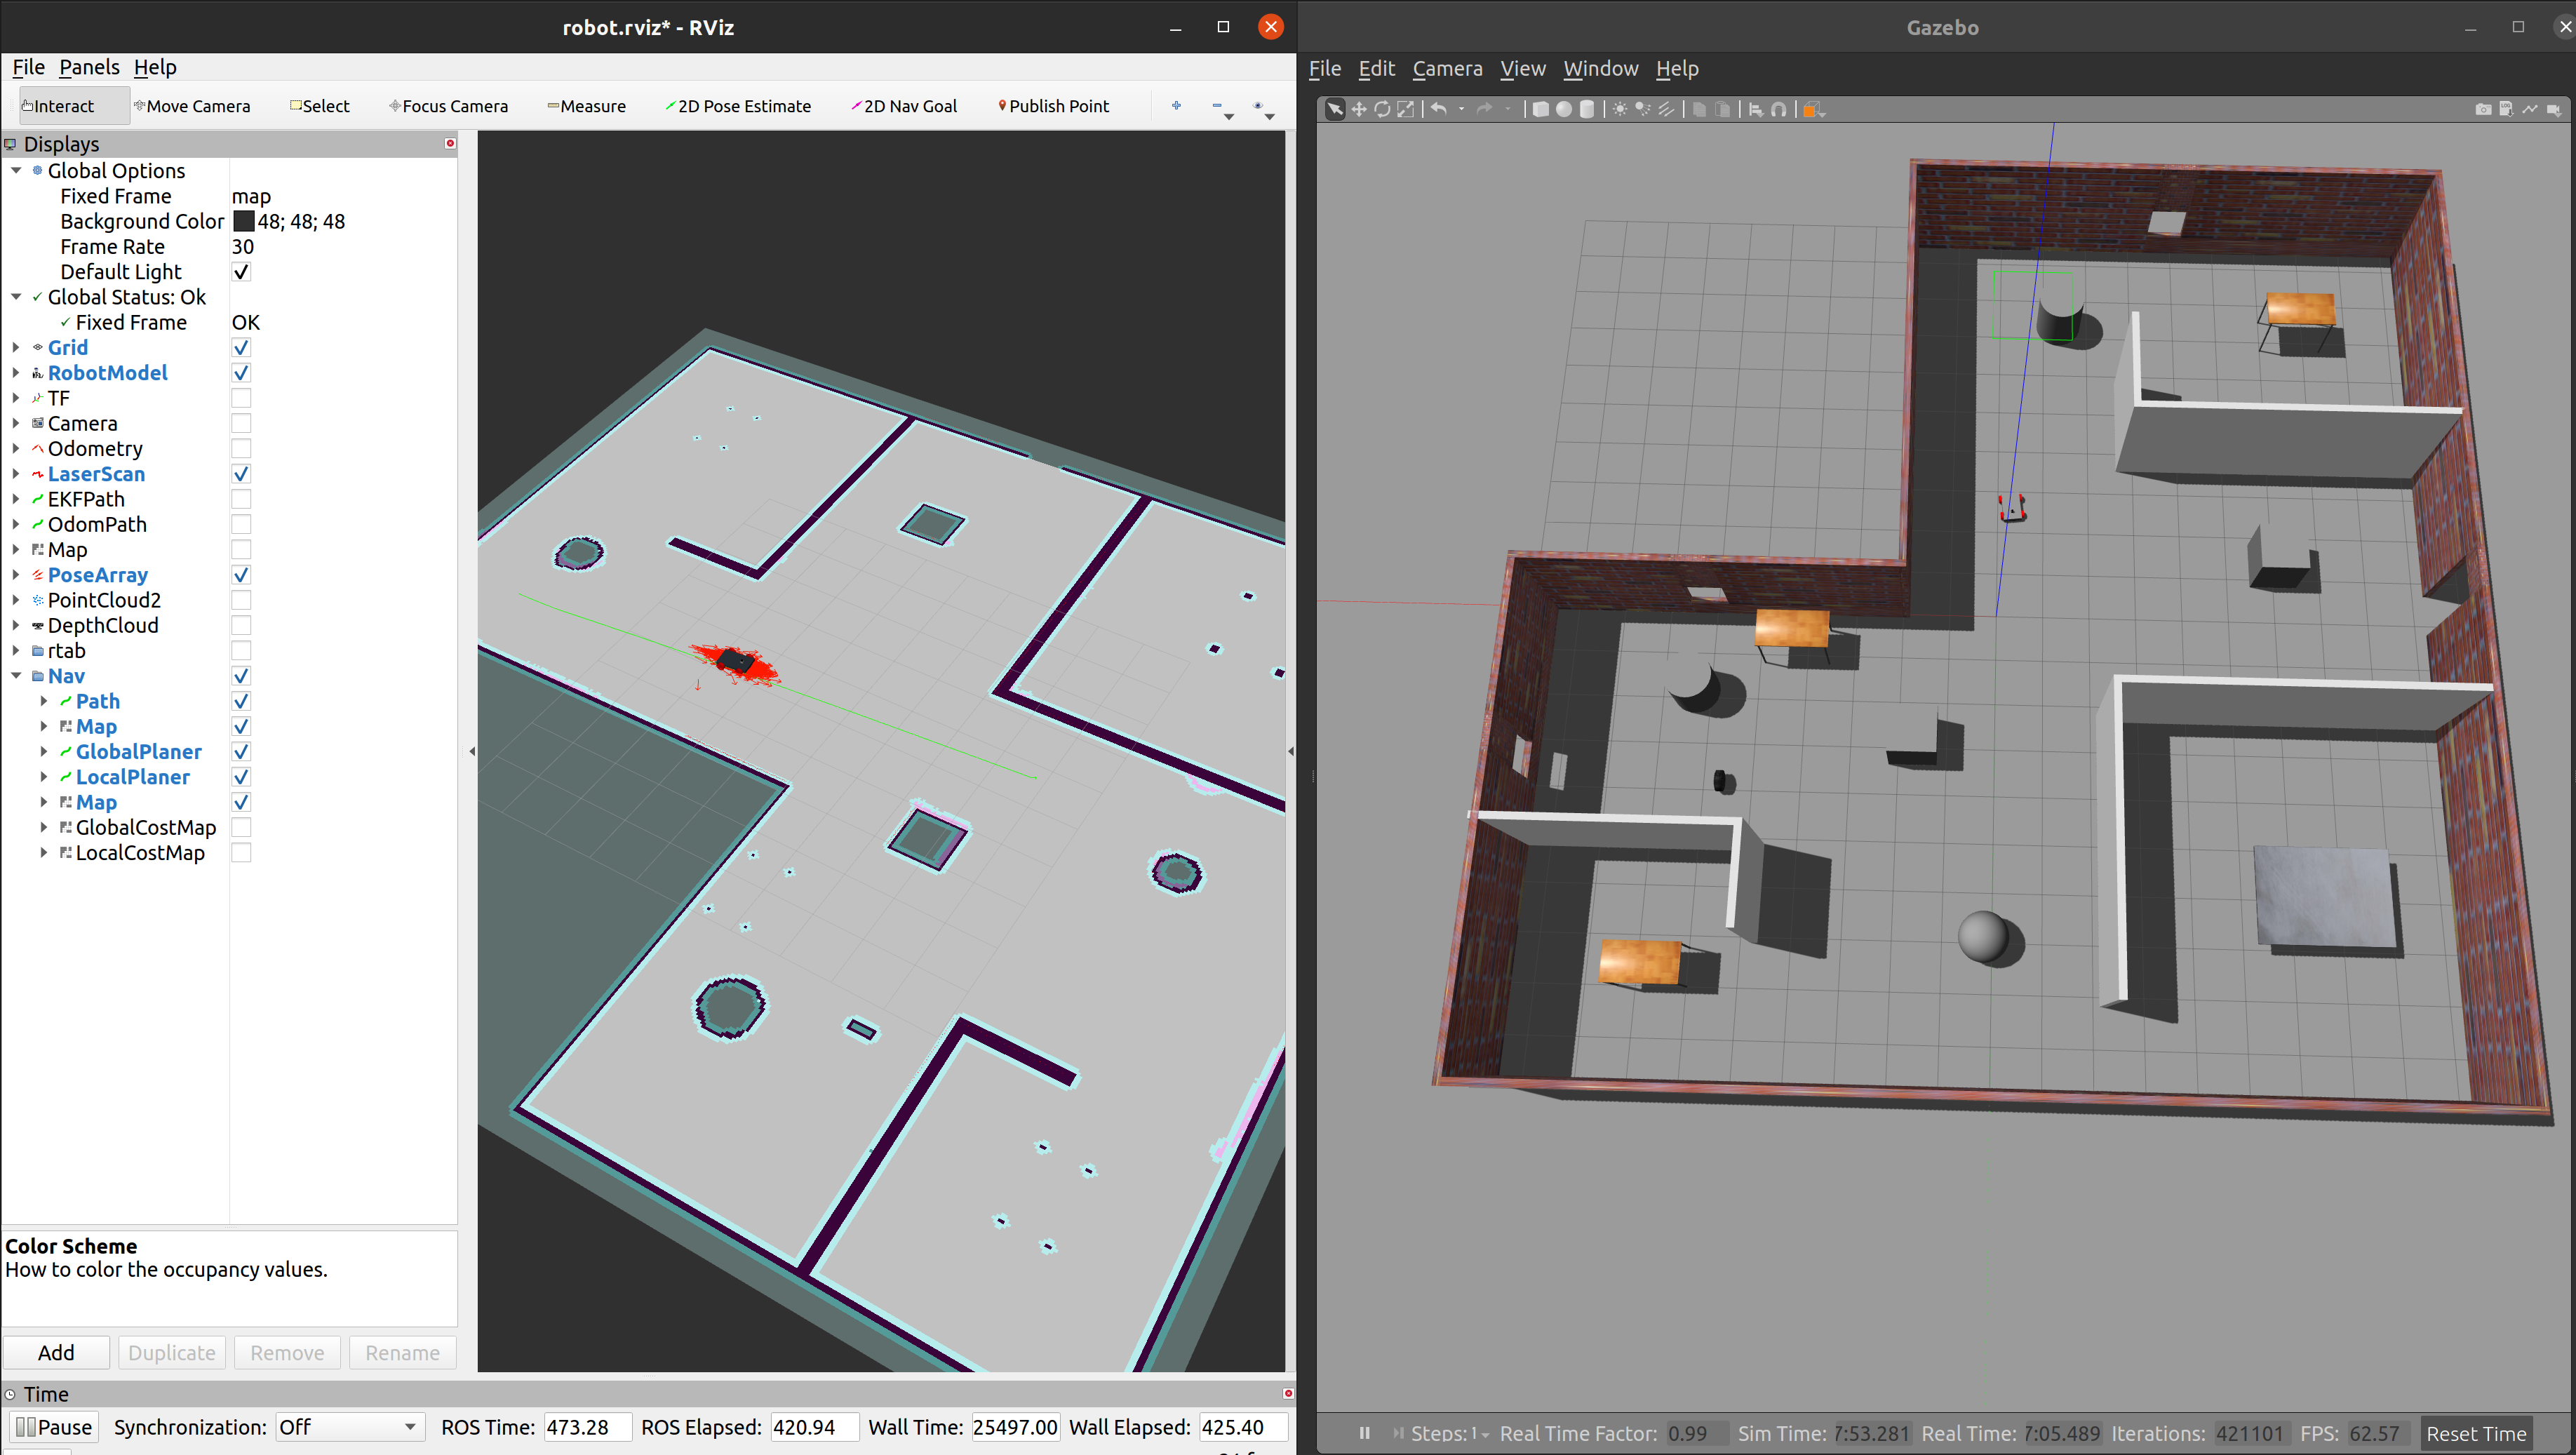 robot.rviz* - RViz
File Panels Help
Interact Move Camera Select Focus Camera Measure 2D Pose Estimate 2D Nav Goal Publish Point
Displays
Global Options
Fixed Frame map
Background Color 48; 48; 48
Frame Rate 30
Default Light
Global Status: Ok
Fixed Frame OK
Grid
RobotModel
TF
Camera
Odometry
LaserScan
EKFPath
OdomPath
Map
PoseArray
PointCloud2
DepthCloud
rtab
Nav
Path
Map
GlobalPlaner
LocalPlaner
Map
GlobalCostMap
LocalCostMap
Color Scheme
How to color the occupancy values.
Add Duplicate Remove Rename
Time
Pause Synchronization: Off ROS Time: 473.28 ROS Elapsed: 420.94 Wall Time: 25497.00 Wall Elapsed: 425.40
Gazebo
File Edit Camera View Window Help
Steps: 1 Real Time Factor: 0.99 Sim Time: 7:53.281 Real Time: 7:05.489 Iterations: 421101 FPS: 62.57 Reset Time